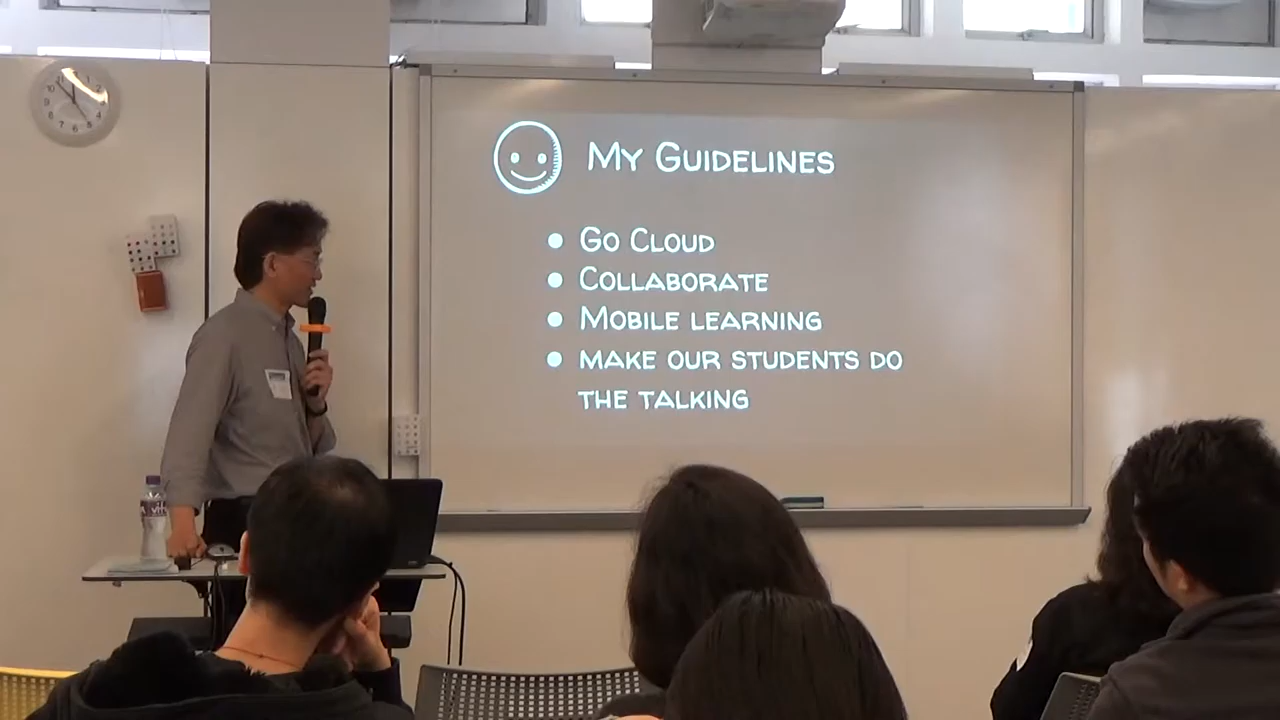 My Guidelines
Go Cloud
Collaborate
Mobile learning
make our students do
the talking